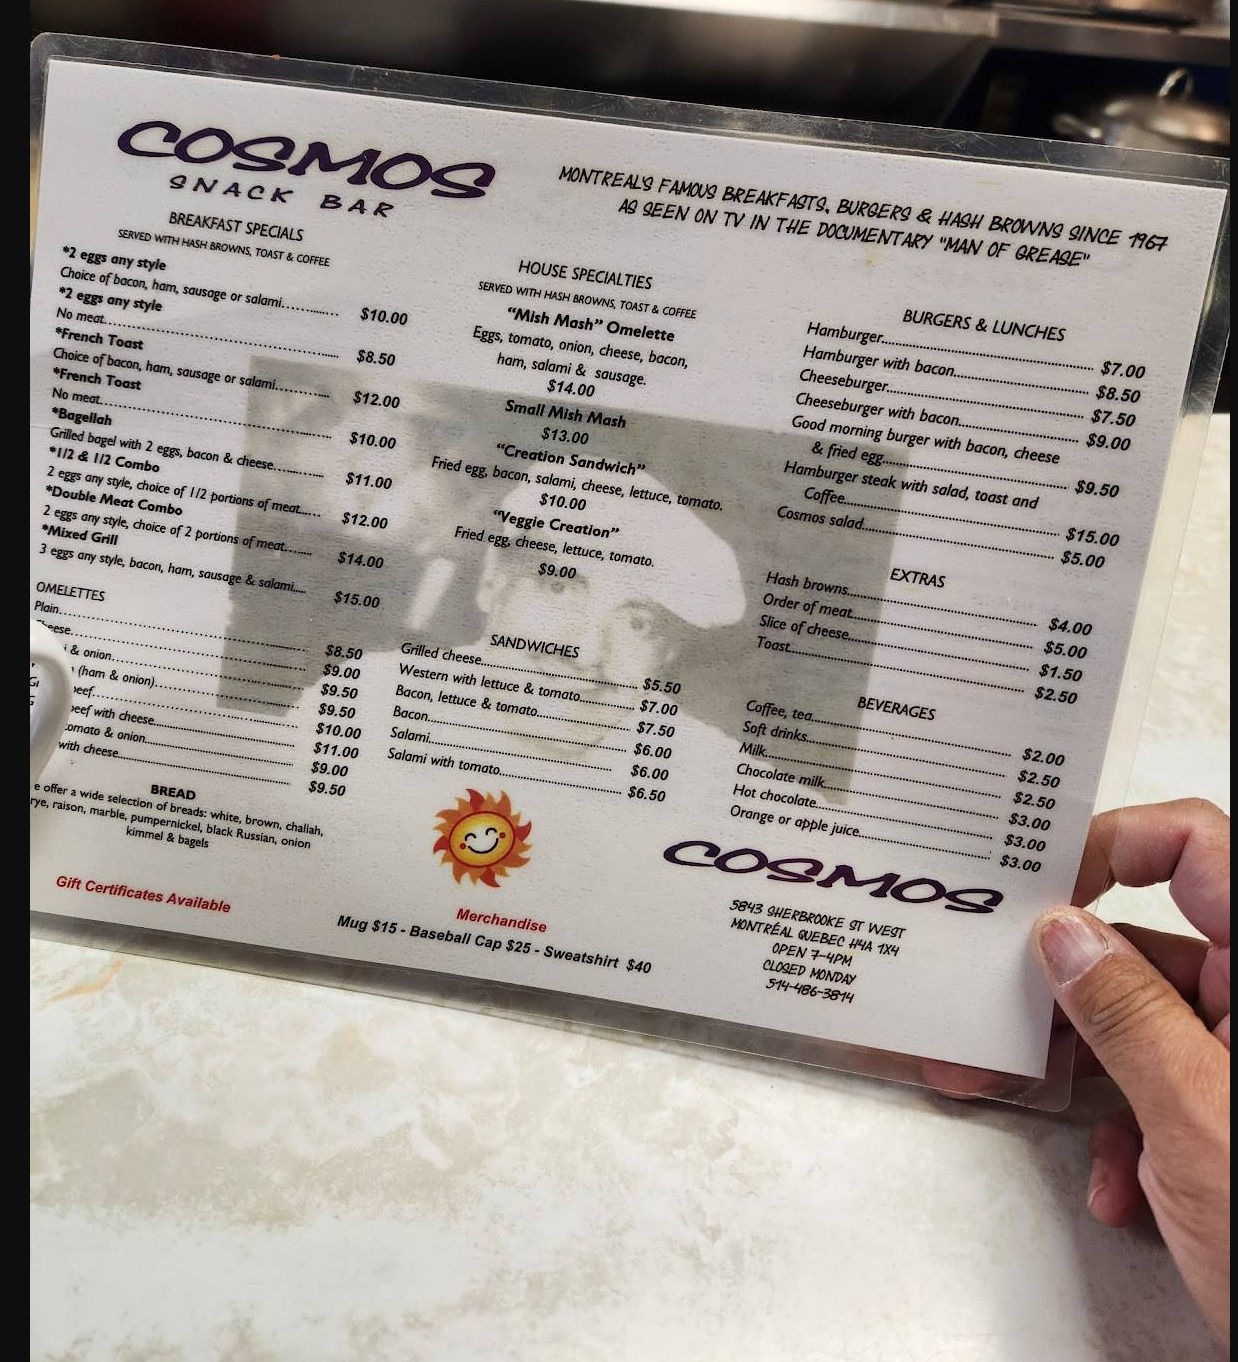 COSMOS
SNACK BAR
MONTREAL'S FAMOUS BREAKFASTS, BURGERS & HASH BROWNS SINCE 1967
AS SEEN ON TV IN THE DOCUMENTARY "MAN OF GREASE"
BREAKFAST SPECIALS
SERVED WITH HASH BROWNS, TOAST & COFFEE
*2 eggs any style
Choice of bacon, ham, sausage or salami.............. $10.00
*2 eggs any style
No meat.......................................................... $8.50
*French Toast
Choice of bacon, ham, sausage or salami.............. $12.00
*French Toast
No meat.......................................................... $10.00
*Bagellah
Grilled bagel with 2 eggs, bacon & cheese............ $11.00
*1/2 & 1/2 Combo
2 eggs any style, choice of 1/2 portions of meat..... $12.00
*Double Meat Combo
2 eggs any style, choice of 2 portions of meat....... $14.00
*Mixed Grill
3 eggs any style, bacon, ham, sausage & salami.... $15.00
OMELETTES
Plain.......................................................... $8.50
heese.......................................................... $9.00
& onion.......................................................... $9.50
(ham & onion).......................................................... $9.50
eef.......................................................... $10.00
eef with cheese.......................................................... $11.00
omato & onion.......................................................... $9.00
with cheese.......................................................... $9.50
BREAD
e offer a wide selection of breads: white, brown, challah,
rye, raison, marble, pumpernickel, black Russian, onion
kimmel & bagels
Gift Certificates Available
HOUSE SPECIALTIES
SERVED WITH HASH BROWNS, TOAST & COFFEE
"Mish Mash" Omelette
Eggs, tomato, onion, cheese, bacon,
ham, salami & sausage.
$14.00
Small Mish Mash
$13.00
"Creation Sandwich"
Fried egg, bacon, salami, cheese, lettuce, tomato.
$10.00
"Veggie Creation"
Fried egg, cheese, lettuce, tomato.
$9.00
SANDWICHES
Grilled cheese.................................... $5.50
Western with lettuce & tomato.............. $7.00
Bacon, lettuce & tomato....................... $7.50
Bacon................................................ $6.00
Salami............................................... $6.00
Salami with tomato.............................. $6.50
Merchandise
Mug $15 - Baseball Cap $25 - Sweatshirt $40
BURGERS & LUNCHES
Hamburger.......................................................... $7.00
Hamburger with bacon.......................................... $8.50
Cheeseburger...................................................... $7.50
Cheeseburger with bacon...................................... $9.00
Good morning burger with bacon, cheese
& fried egg.......................................................... $9.50
Hamburger steak with salad, toast and
Coffee.......................................................... $15.00
Cosmos salad.......................................................... $5.00
EXTRAS
Hash browns.......................................................... $4.00
Order of meat.......................................................... $5.00
Slice of cheese.......................................................... $1.50
Toast.......................................................... $2.50
BEVERAGES
Coffee, tea.......................................................... $2.00
Soft drinks.......................................................... $2.50
Milk.......................................................... $2.50
Chocolate milk.......................................................... $3.00
Hot chocolate.......................................................... $3.00
Orange or apple juice.......................................................... $3.00
COSMOS
5843 SHERBROOKE ST WEST
MONTRÉAL QUEBEC H4A 1X4
OPEN 7-4PM
CLOSED MONDAY
514-486-3814